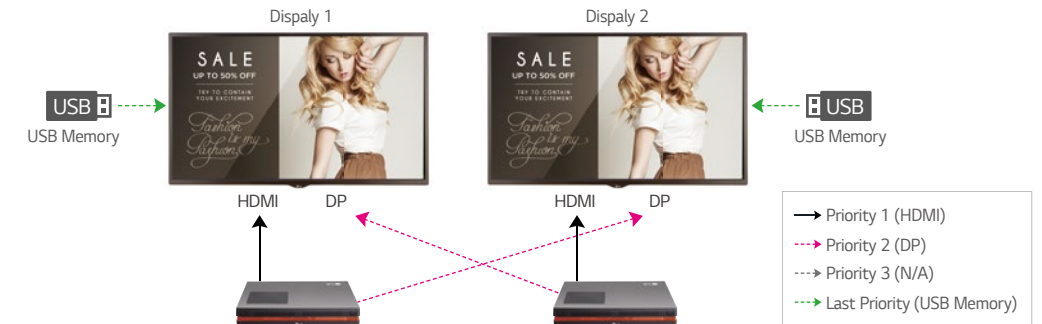 Dispaly 1
Dispaly 2
SALE
UP TO 50% OFF
TRY TO CONTAIN
YOUR EXCITEMENT
Fashion
is my
Passion,
SALE
UP TO 50% OFF
TRY TO CONTAIN
YOUR EXCITEMENT
Fashion
is my
Passion,
USB
USB Memory
USB
USB Memory
HDMI
DP
HDMI
DP
Priority 1 (HDMI)
Priority 2 (DP)
Priority 3 (N/A)
Last Priority (USB Memory)